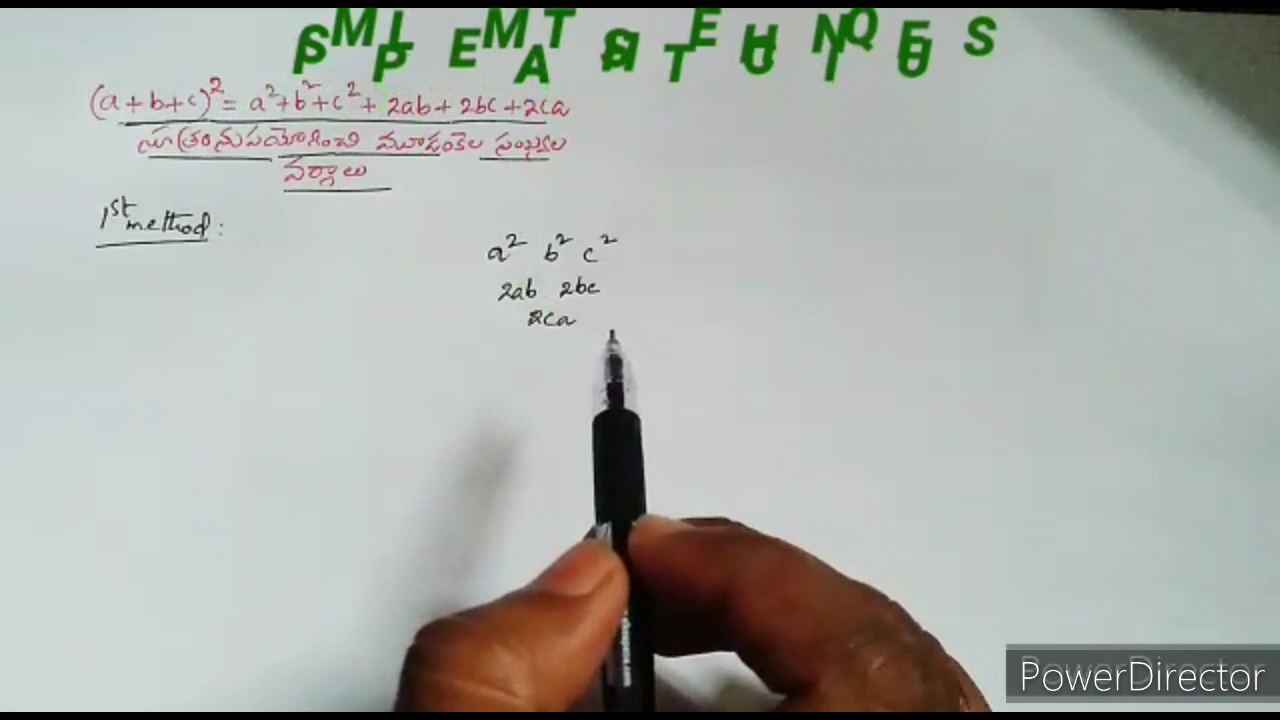 SIMPLE MATHS TECHNIQUES
(a+b+c)² = a²+b²+c²+2ab+2bc+2ca
సూత్రంనుపయోగించి మూడంకెల సంఖ్యల
వర్గాలు
1st method:
a² b² c²
2ab 2bc
2ca
PowerDirector